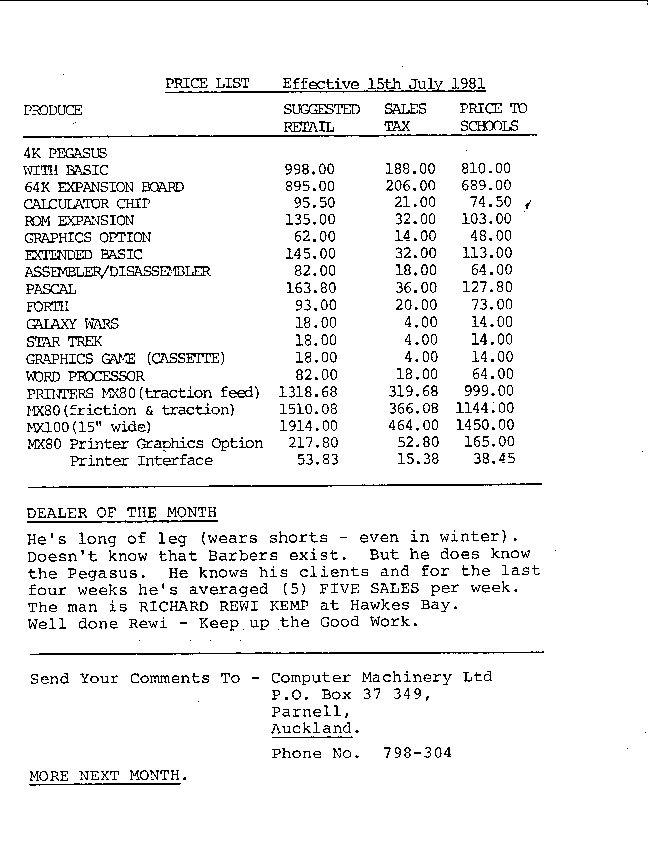 PRICE LIST Effective 15th July 1981
PRODUCE SUGGESTED SALES PRICE TO
RETAIL TAX SCHOOLS
4K PEGASUS
WITH BASIC 998.00 188.00 810.00
64K EXPANSION BOARD 895.00 206.00 689.00
CALCULATOR CHIP 95.50 21.00 74.50
ROM EXPANSION 135.00 32.00 103.00
GRAPHICS OPTION 62.00 14.00 48.00
EXTENDED BASIC 145.00 32.00 113.00
ASSEMBLER/DISASSEMBLER 82.00 18.00 64.00
PASCAL 163.80 36.00 127.80
FORTH 93.00 20.00 73.00
GALAXY WARS 18.00 4.00 14.00
STAR TREK 18.00 4.00 14.00
GRAPHICS GAME (CASSETTE) 18.00 4.00 14.00
WORD PROCESSOR 82.00 18.00 64.00
PRINTERS MX80(traction feed) 1318.68 319.68 999.00
MX80(friction & traction) 1510.08 366.08 1144.00
MX100(15" wide) 1914.00 464.00 1450.00
MX80 Printer Graphics Option 217.80 52.80 165.00
Printer Interface 53.83 15.38 38.45
DEALER OF THE MONTH
He's long of leg (wears shorts - even in winter).
Doesn't know that Barbers exist. But he does know
the Pegasus. He knows his clients and for the last
four weeks he's averaged (5) FIVE SALES per week.
The man is RICHARD REWI KEMP at Hawkes Bay.
Well done Rewi - Keep up the Good Work.
Send Your Comments To - Computer Machinery Ltd
P.O. Box 37 349,
Parnell,
Auckland.
Phone No. 798-304
MORE NEXT MONTH.